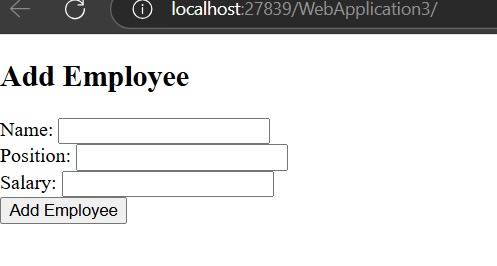 localhost:27839/WebApplication3/
Add Employee
Name:
Position:
Salary:
Add Employee